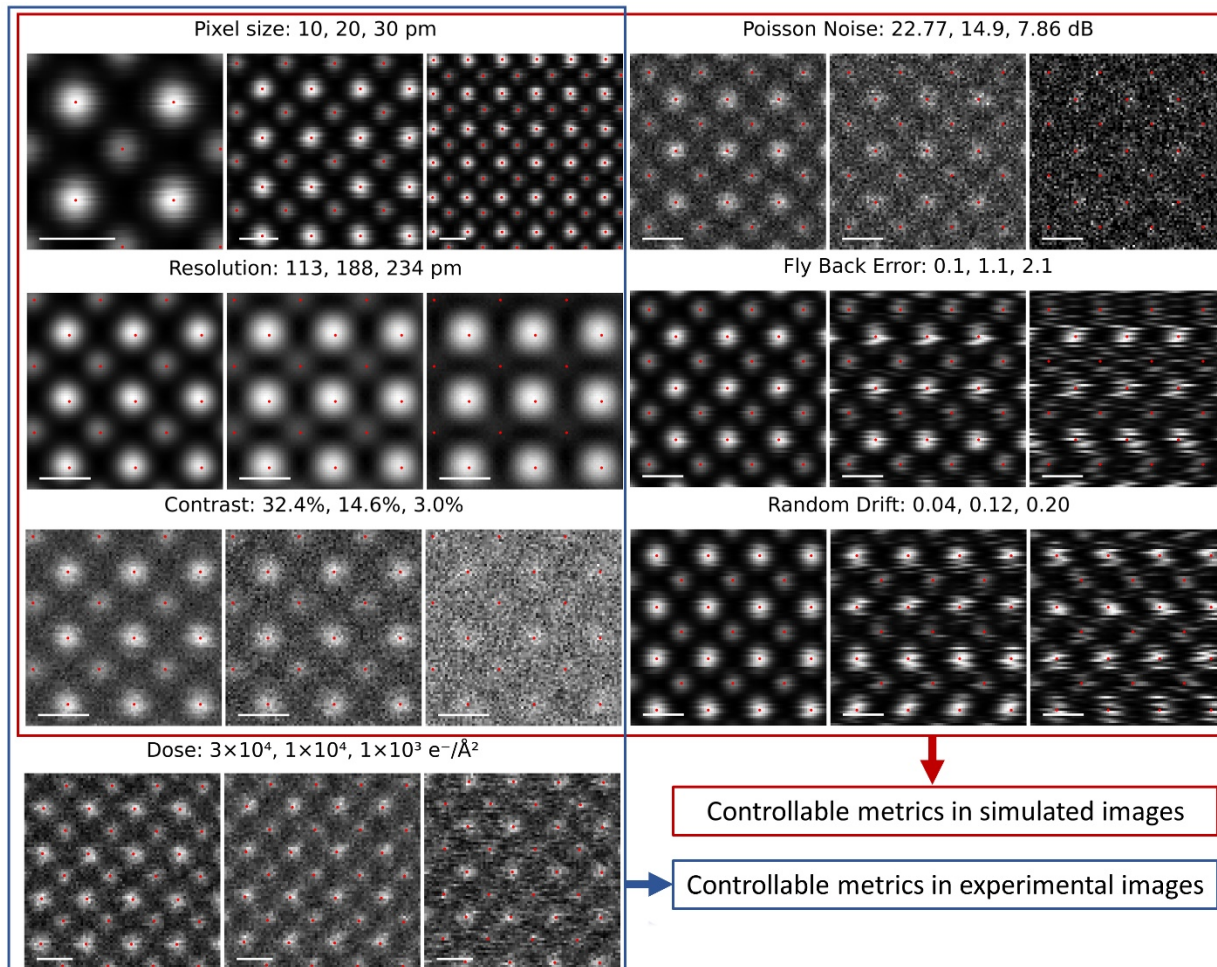 Pixel size: 10, 20, 30 pm
Poisson Noise: 22.77, 14.9, 7.86 dB
Resolution: 113, 188, 234 pm
Fly Back Error: 0.1, 1.1, 2.1
Contrast: 32.4%, 14.6%, 3.0%
Random Drift: 0.04, 0.12, 0.20
Dose: 3×10⁴, 1×10⁴, 1×10³ e⁻/Å²
Controllable metrics in simulated images
Controllable metrics in experimental images